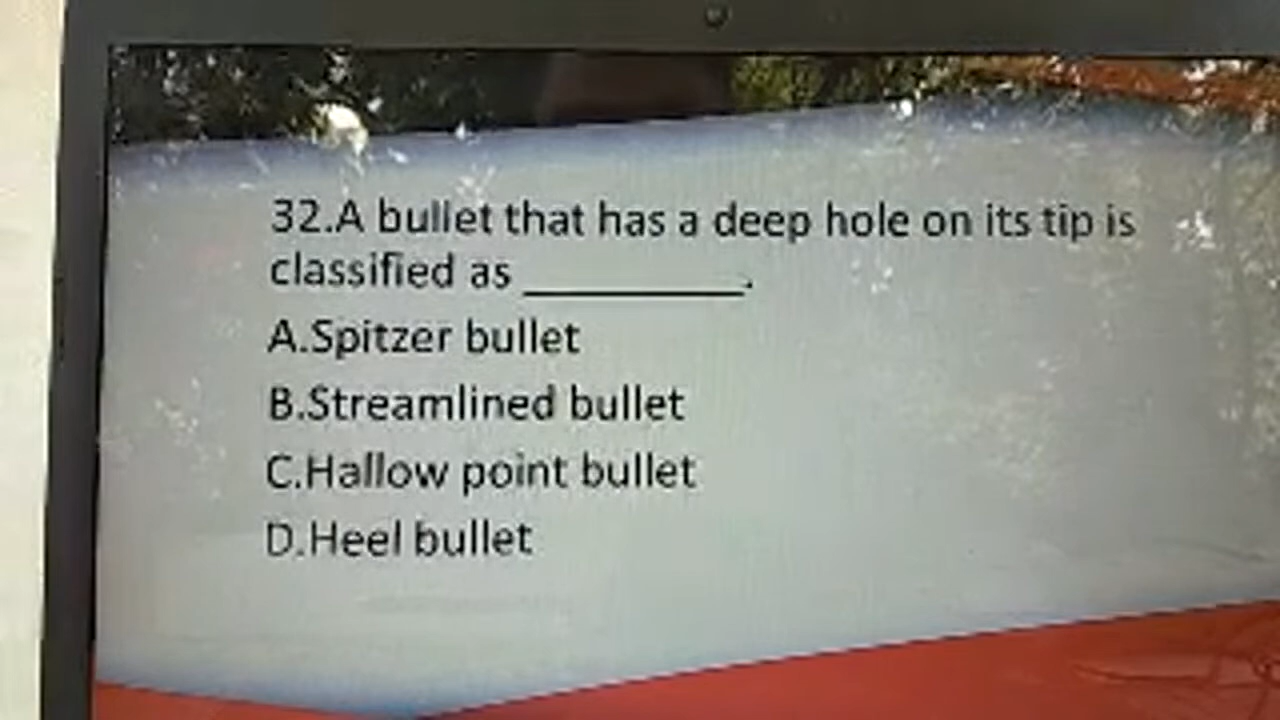 32.A bullet that has a deep hole on its tip is
classified as __________.
A.Spitzer bullet
B.Streamlined bullet
C.Hallow point bullet
D.Heel bullet